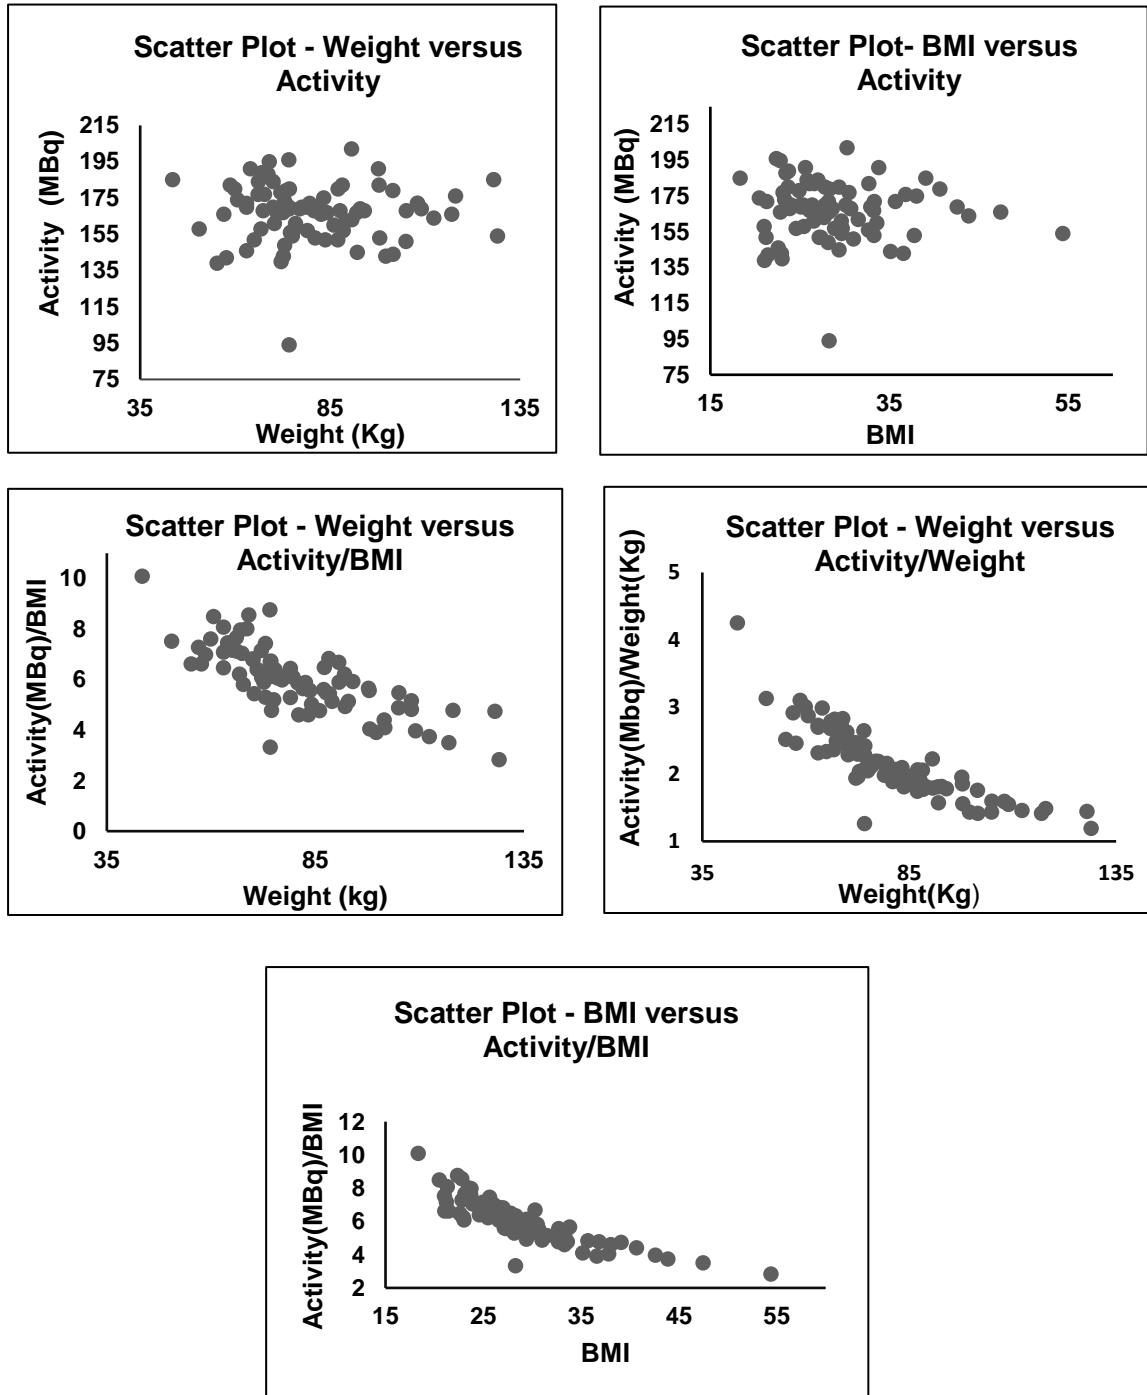 Scatter Plot - Weight versus
Activity
Activity (MBq)
215
195
175
155
135
115
95
75
35 85 135
Weight (Kg)
Scatter Plot- BMI versus
Activity
Activity (MBq)
215
195
175
155
135
115
95
75
15 35 55
BMI
Scatter Plot - Weight versus
Activity/BMI
Activity(MBq)/BMI
10
8
6
4
2
0
35 85 135
Weight (kg)
Scatter Plot - Weight versus
Activity/Weight
Activity(Mbq)/Weight(Kg)
5
4
3
2
1
35 85 135
Weight(Kg)
Scatter Plot - BMI versus
Activity/BMI
Activity(MBq)/BMI
12
10
8
6
4
2
15 25 35 45 55
BMI